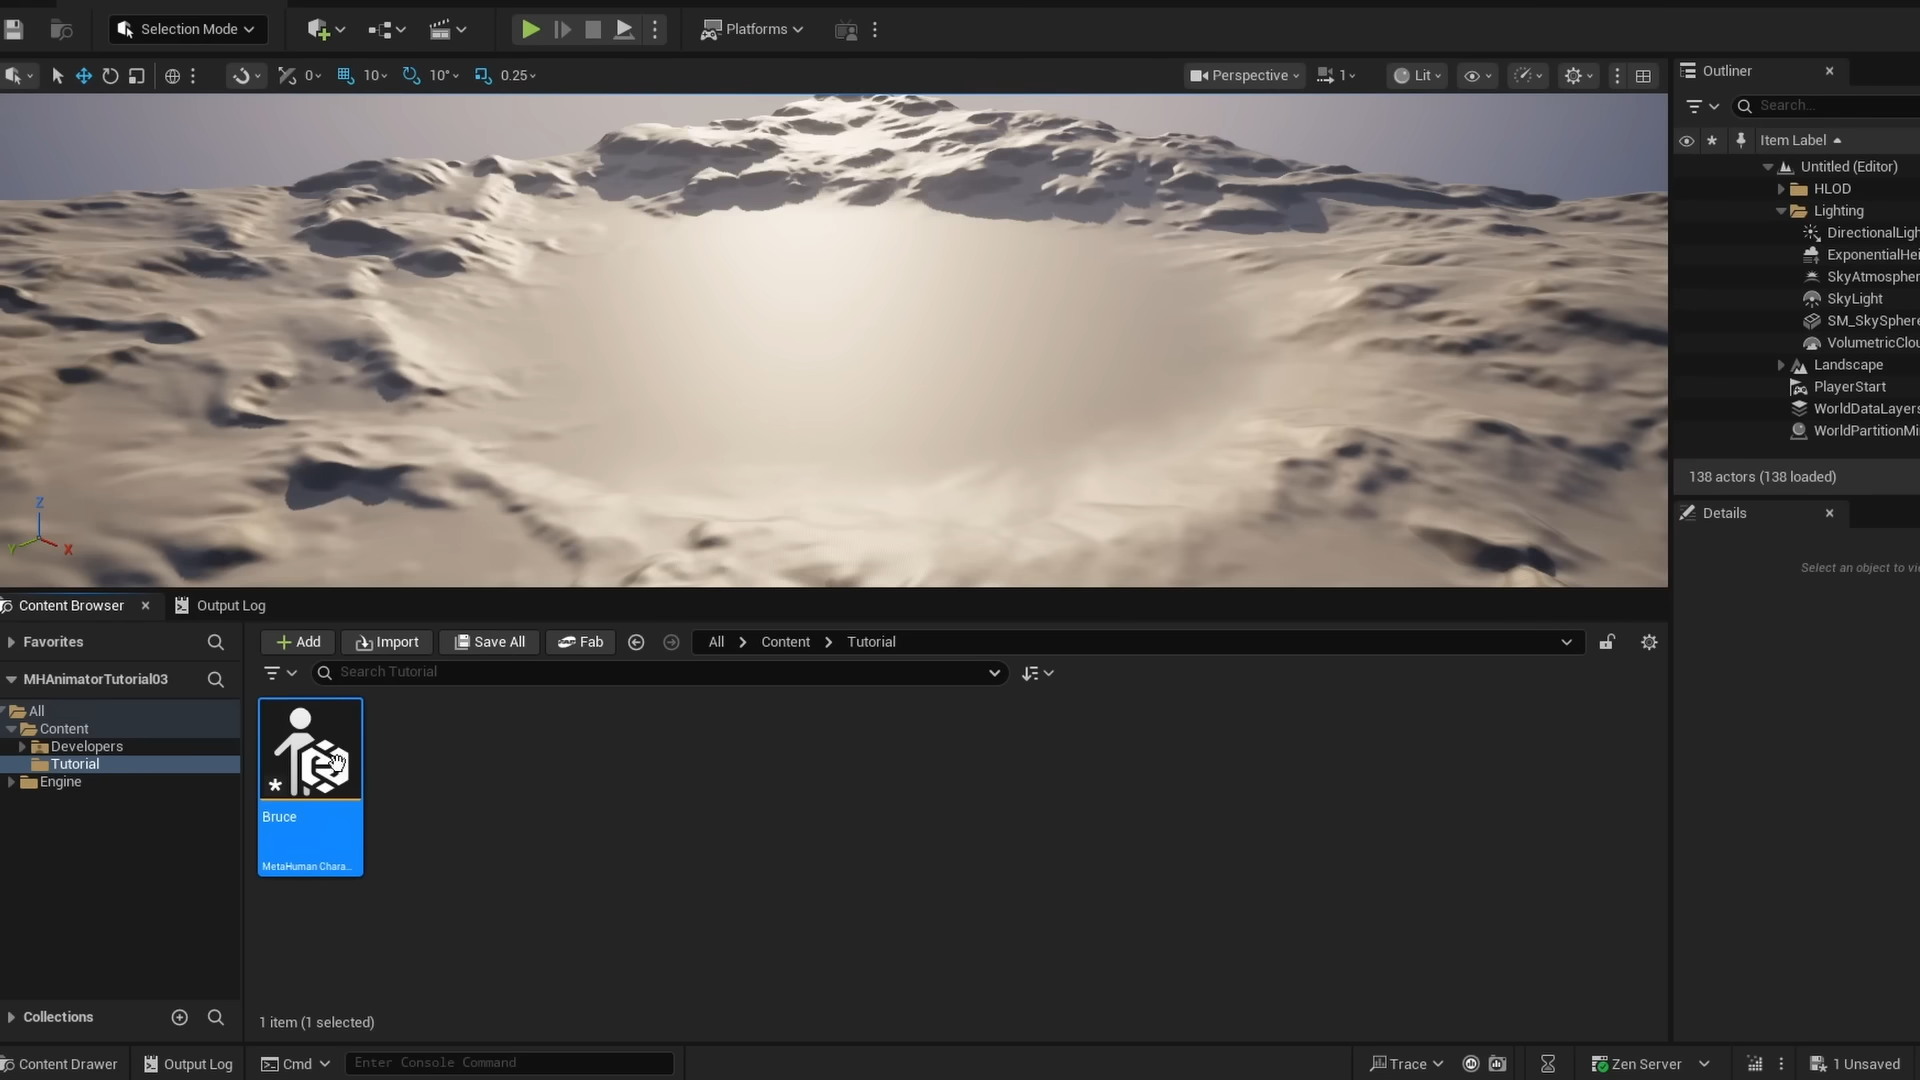 Selection Mode
Platforms
0
10
10°
0.25
Perspective
1
Lit
Outliner
Search...
Item Label
Untitled (Editor)
HLOD
Lighting
DirectionalLigh
ExponentialHei
SkyAtmospher
SkyLight
SM_SkySphere
VolumetricClou
Landscape
PlayerStart
WorldDataLayers
WorldPartitionMi
138 actors (138 loaded)
Details
Select an object to vie
Z
Y
X
Content Browser
Output Log
Favorites
Add
Import
Save All
Fab
All
Content
Tutorial
Search Tutorial
MHAnimatorTutorial03
All
Content
Developers
Tutorial
Engine
Bruce
MetaHuman Chara...
Collections
1 item (1 selected)
Content Drawer
Output Log
Cmd
Enter Console Command
Trace
Zen Server
1 Unsaved